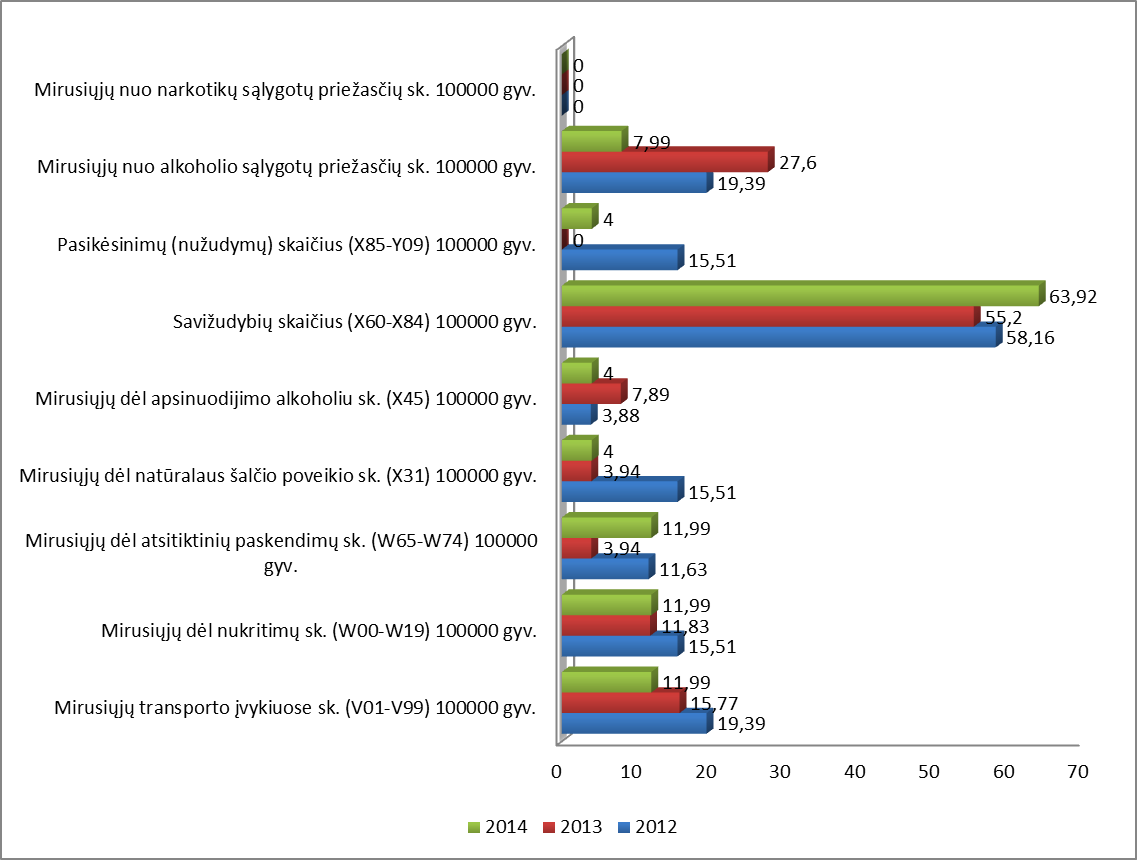 Mirusiųjų nuo narkotikų sąlygotų priežasčių sk. 100000 gyv.
0
0
0
Mirusiųjų nuo alkoholio sąlygotų priežasčių sk. 100000 gyv.
7,99
27,6
19,39
Pasikėsinimų (nužudymų) skaičius (X85-Y09) 100000 gyv.
4
0
15,51
Savižudybių skaičius (X60-X84) 100000 gyv.
63,92
55,2
58,16
Mirusiųjų dėl apsinuodijimo alkoholiu sk. (X45) 100000 gyv.
4
7,89
3,88
Mirusiųjų dėl natūralaus šalčio poveikio sk. (X31) 100000 gyv.
4
3,94
15,51
Mirusiųjų dėl atsitiktinių paskendimų sk. (W65-W74) 100000
gyv.
11,99
3,94
11,63
Mirusiųjų dėl nukritimų sk. (W00-W19) 100000 gyv.
11,99
11,83
15,51
Mirusiųjų transporto įvykiuose sk. (V01-V99) 100000 gyv.
11,99
15,77
19,39
0 10 20 30 40 50 60 70
2014 2013 2012